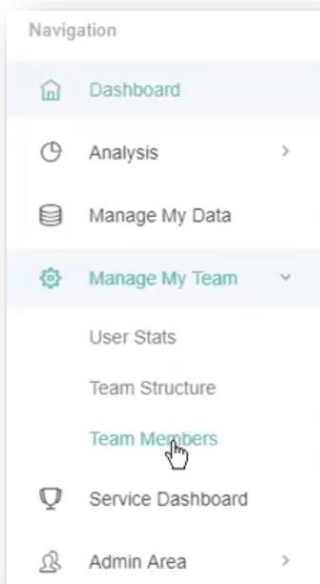 Navigation
Dashboard
Analysis
Manage My Data
Manage My Team
User Stats
Team Structure
Team Members
Service Dashboard
Admin Area